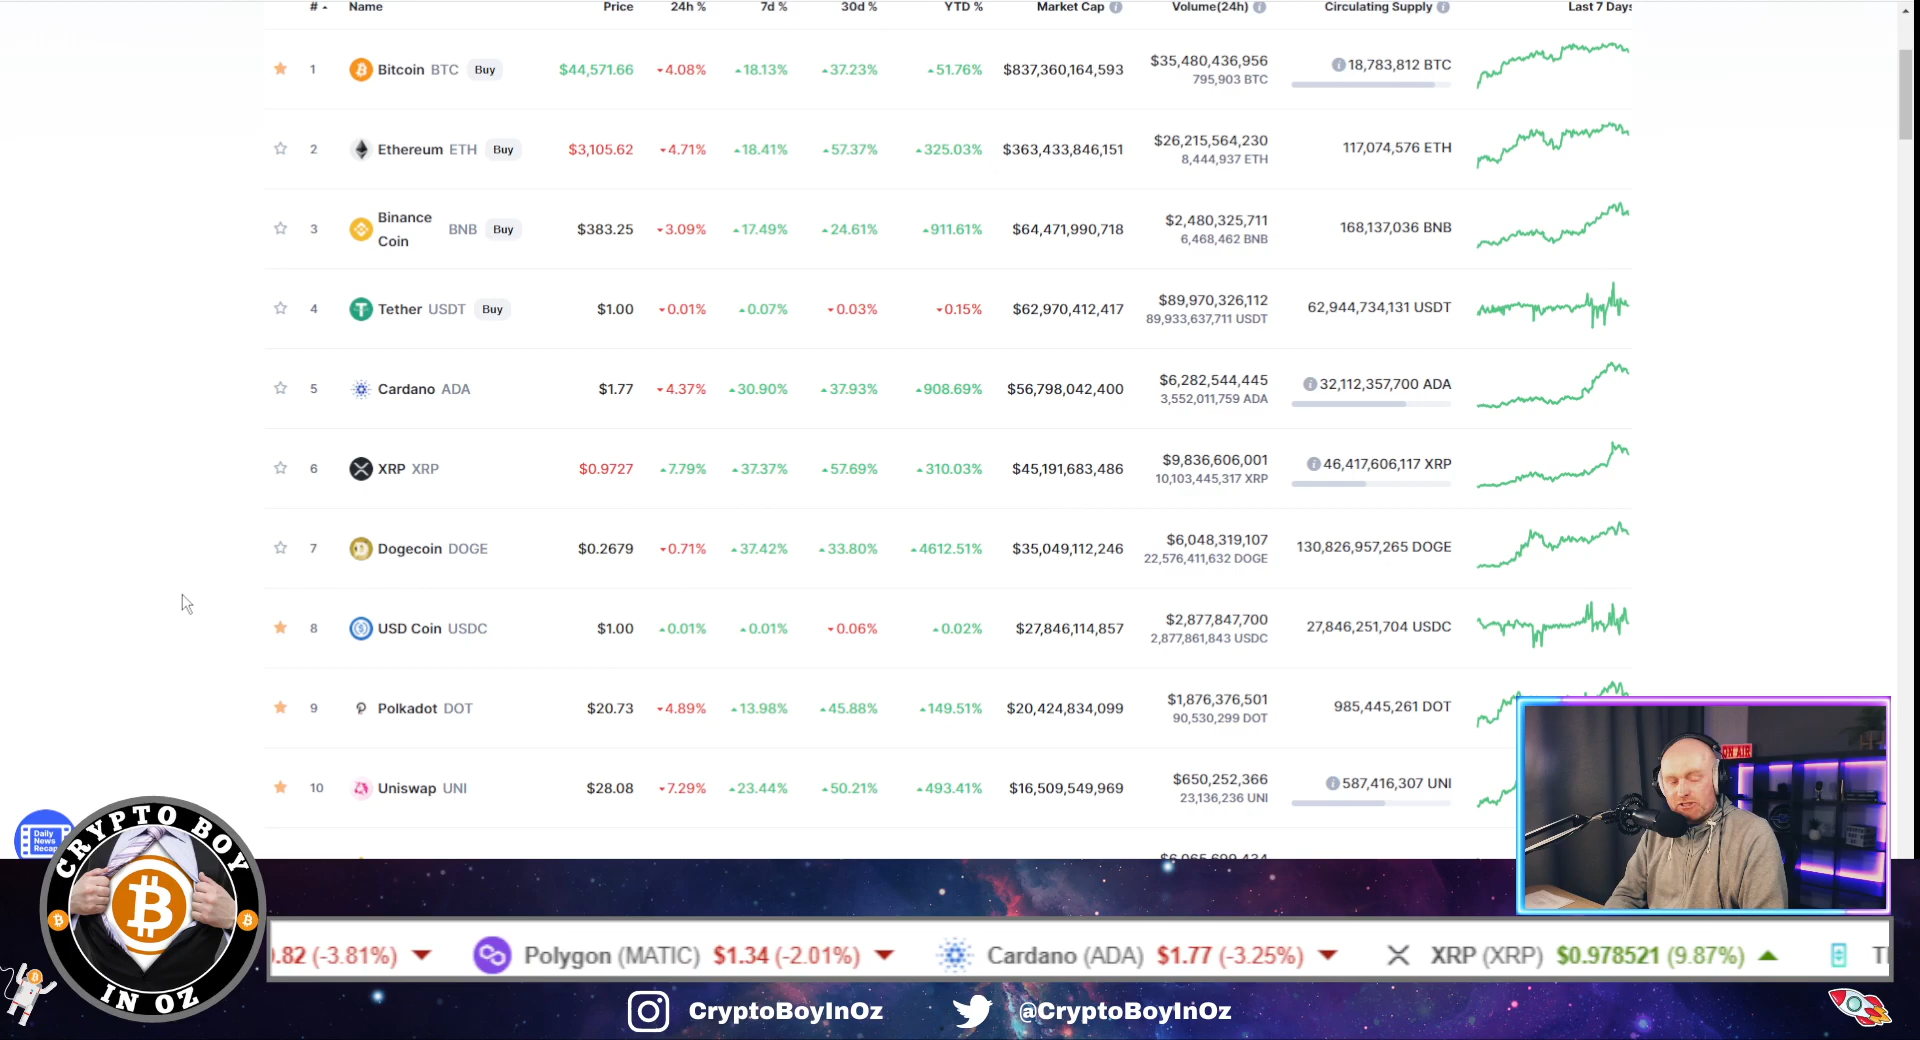 # Name Price 24h % 7d % 30d % YTD % Market Cap Volume(24h) Circulating Supply Last 7 Days
1 Bitcoin BTC Buy $44,571.66 4.08% 18.13% 37.23% 51.76% $837,360,164,593 $35,480,436,956 18,783,812 BTC
795,903 BTC
2 Ethereum ETH Buy $3,105.62 4.71% 18.41% 57.37% 325.03% $363,433,846,151 $26,215,564,230 117,074,576 ETH
8,444,937 ETH
3 Binance Coin BNB Buy $383.25 3.09% 17.49% 24.61% 911.61% $64,471,990,718 $2,480,325,711 168,137,036 BNB
6,468,462 BNB
4 Tether USDT Buy $1.00 0.01% 0.07% 0.03% 0.15% $62,970,412,417 $89,970,326,112 62,944,734,131 USDT
89,933,637,711 USDT
5 Cardano ADA $1.77 4.37% 30.90% 37.93% 908.69% $56,798,042,400 $6,282,544,445 32,112,357,700 ADA
3,552,011,759 ADA
6 XRP XRP $0.9727 7.79% 37.37% 57.69% 310.03% $45,191,683,486 $9,836,606,001 46,417,606,117 XRP
10,103,445,317 XRP
7 Dogecoin DOGE $0.2679 0.71% 37.42% 33.80% 4612.51% $35,049,112,246 $6,048,319,107 130,826,957,265 DOGE
22,576,411,632 DOGE
8 USD Coin USDC $1.00 0.01% 0.01% 0.06% 0.02% $27,846,114,857 $2,877,847,700 27,846,251,704 USDC
2,877,861,843 USDC
9 Polkadot DOT $20.73 4.89% 13.98% 45.88% 149.51% $20,424,834,099 $1,876,376,501 985,445,261 DOT
90,530,299 DOT
10 Uniswap UNI $28.08 7.29% 23.44% 50.21% 493.41% $16,509,549,969 $650,252,366 587,416,307 UNI
23,136,236 UNI
ON AIR
Daily
News
Recap
CRYPTO BOY
IN OZ
.82 (-3.81%) Polygon (MATIC) $1.34 (-2.01%) Cardano (ADA) $1.77 (-3.25%) XRP (XRP) $0.978521 (9.87%)
CryptoBoyInOz @CryptoBoyInOz